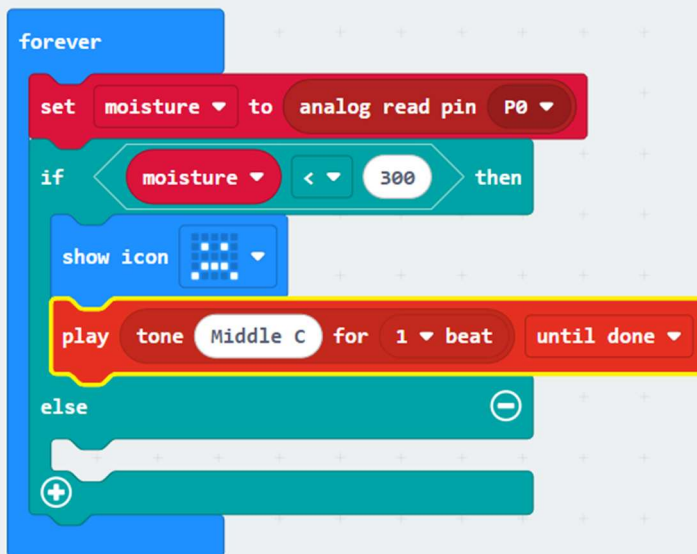 forever
set moisture to analog read pin P0
if moisture < 300 then
show icon
play tone Middle C for 1 beat until done
else